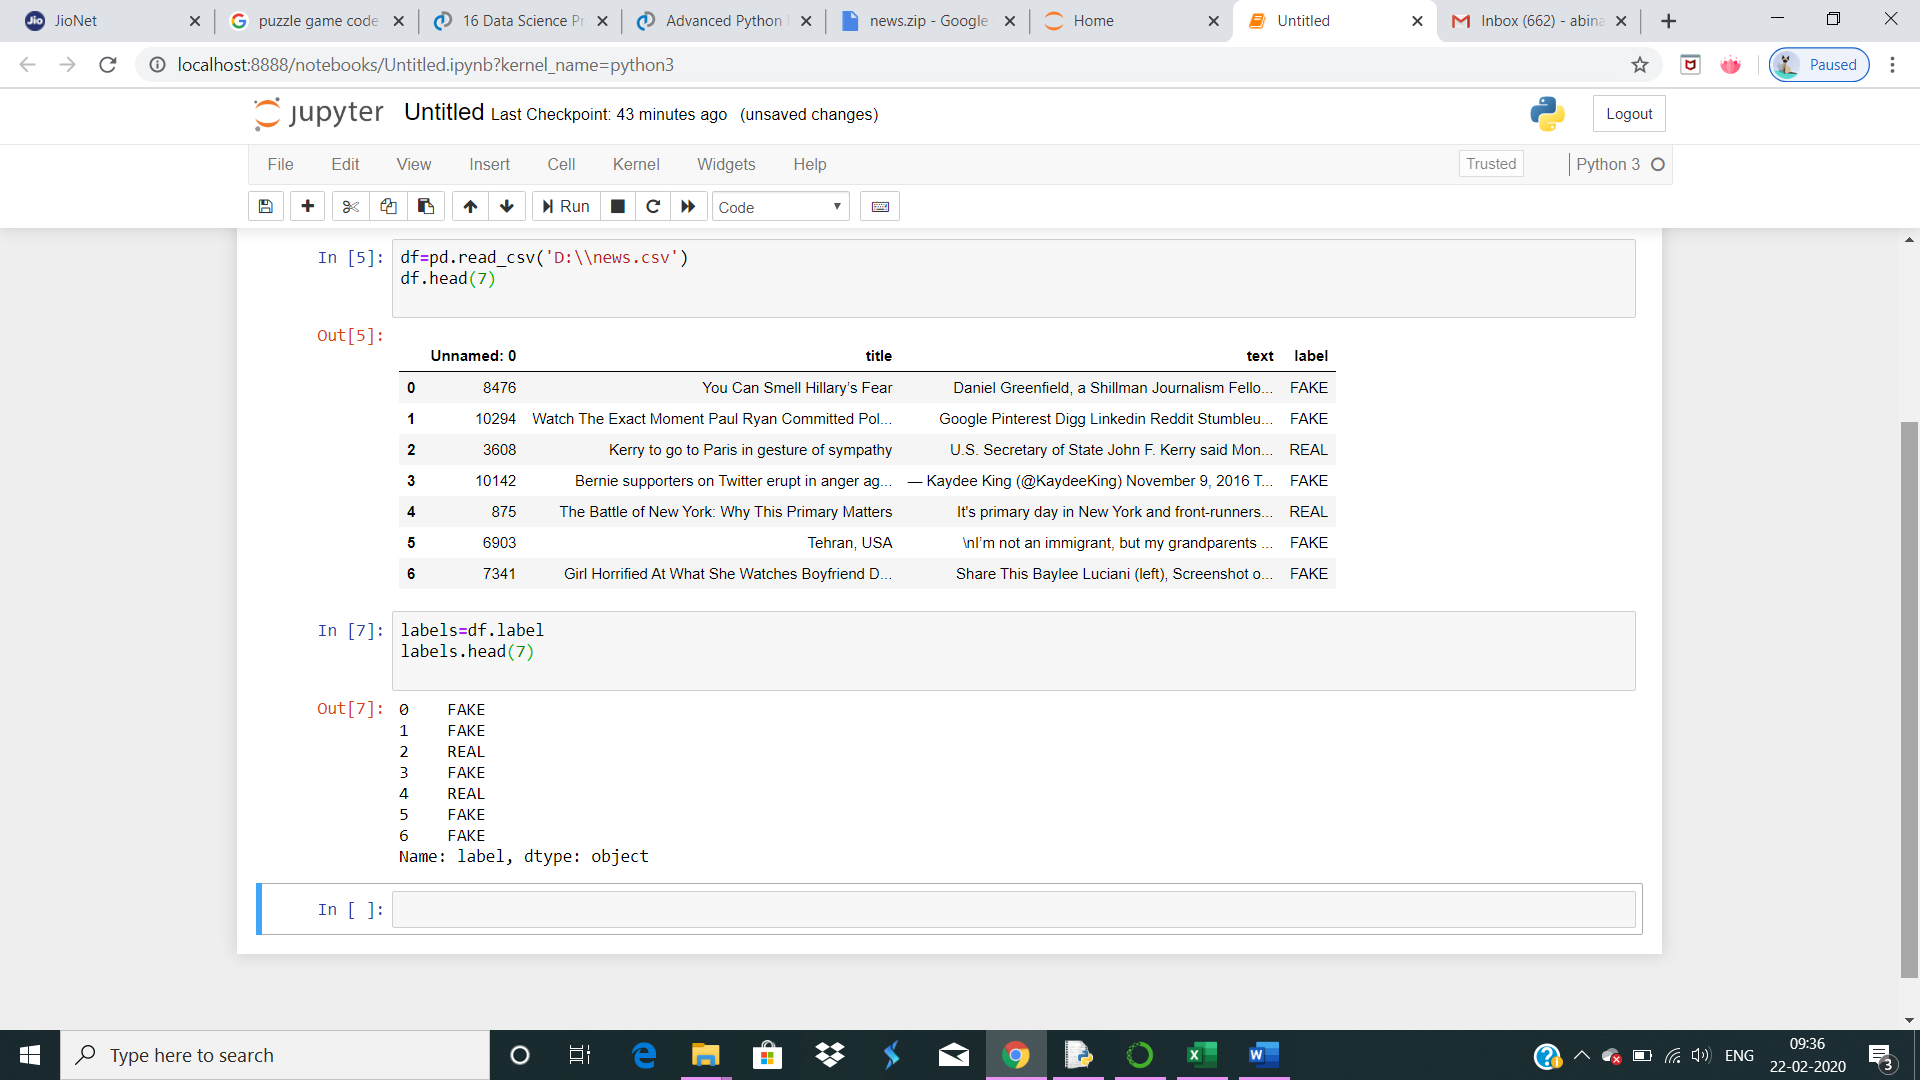 JioNet
puzzle game code
16 Data Science Pr
Advanced Python
news.zip - Google
Home
Untitled
Inbox (662) - abina
localhost:8888/notebooks/Untitled.ipynb?kernel_name=python3
Paused
jupyter Untitled Last Checkpoint: 43 minutes ago (unsaved changes)
Logout
File Edit View Insert Cell Kernel Widgets Help
Trusted
Python 3
Run
Code
In [5]: df=pd.read_csv('D:\\news.csv')
df.head(7)
Out[5]:
Unnamed: 0 title text label
0 8476 You Can Smell Hillary’s Fear Daniel Greenfield, a Shillman Journalism Fello... FAKE
1 10294 Watch The Exact Moment Paul Ryan Committed Pol... Google Pinterest Digg Linkedin Reddit Stumbleu... FAKE
2 3608 Kerry to go to Paris in gesture of sympathy U.S. Secretary of State John F. Kerry said Mon... REAL
3 10142 Bernie supporters on Twitter erupt in anger ag... — Kaydee King (@KaydeeKing) November 9, 2016 T... FAKE
4 875 The Battle of New York: Why This Primary Matters It's primary day in New York and front-runners... REAL
5 6903 Tehran, USA \nI’m not an immigrant, but my grandparents ... FAKE
6 7341 Girl Horrified At What She Watches Boyfriend D... Share This Baylee Luciani (left), Screenshot o... FAKE
In [7]: labels=df.label
labels.head(7)
Out[7]: 0 FAKE
1 FAKE
2 REAL
3 FAKE
4 REAL
5 FAKE
6 FAKE
Name: label, dtype: object
In [ ]:
Type here to search
ENG
09:36
22-02-2020
3